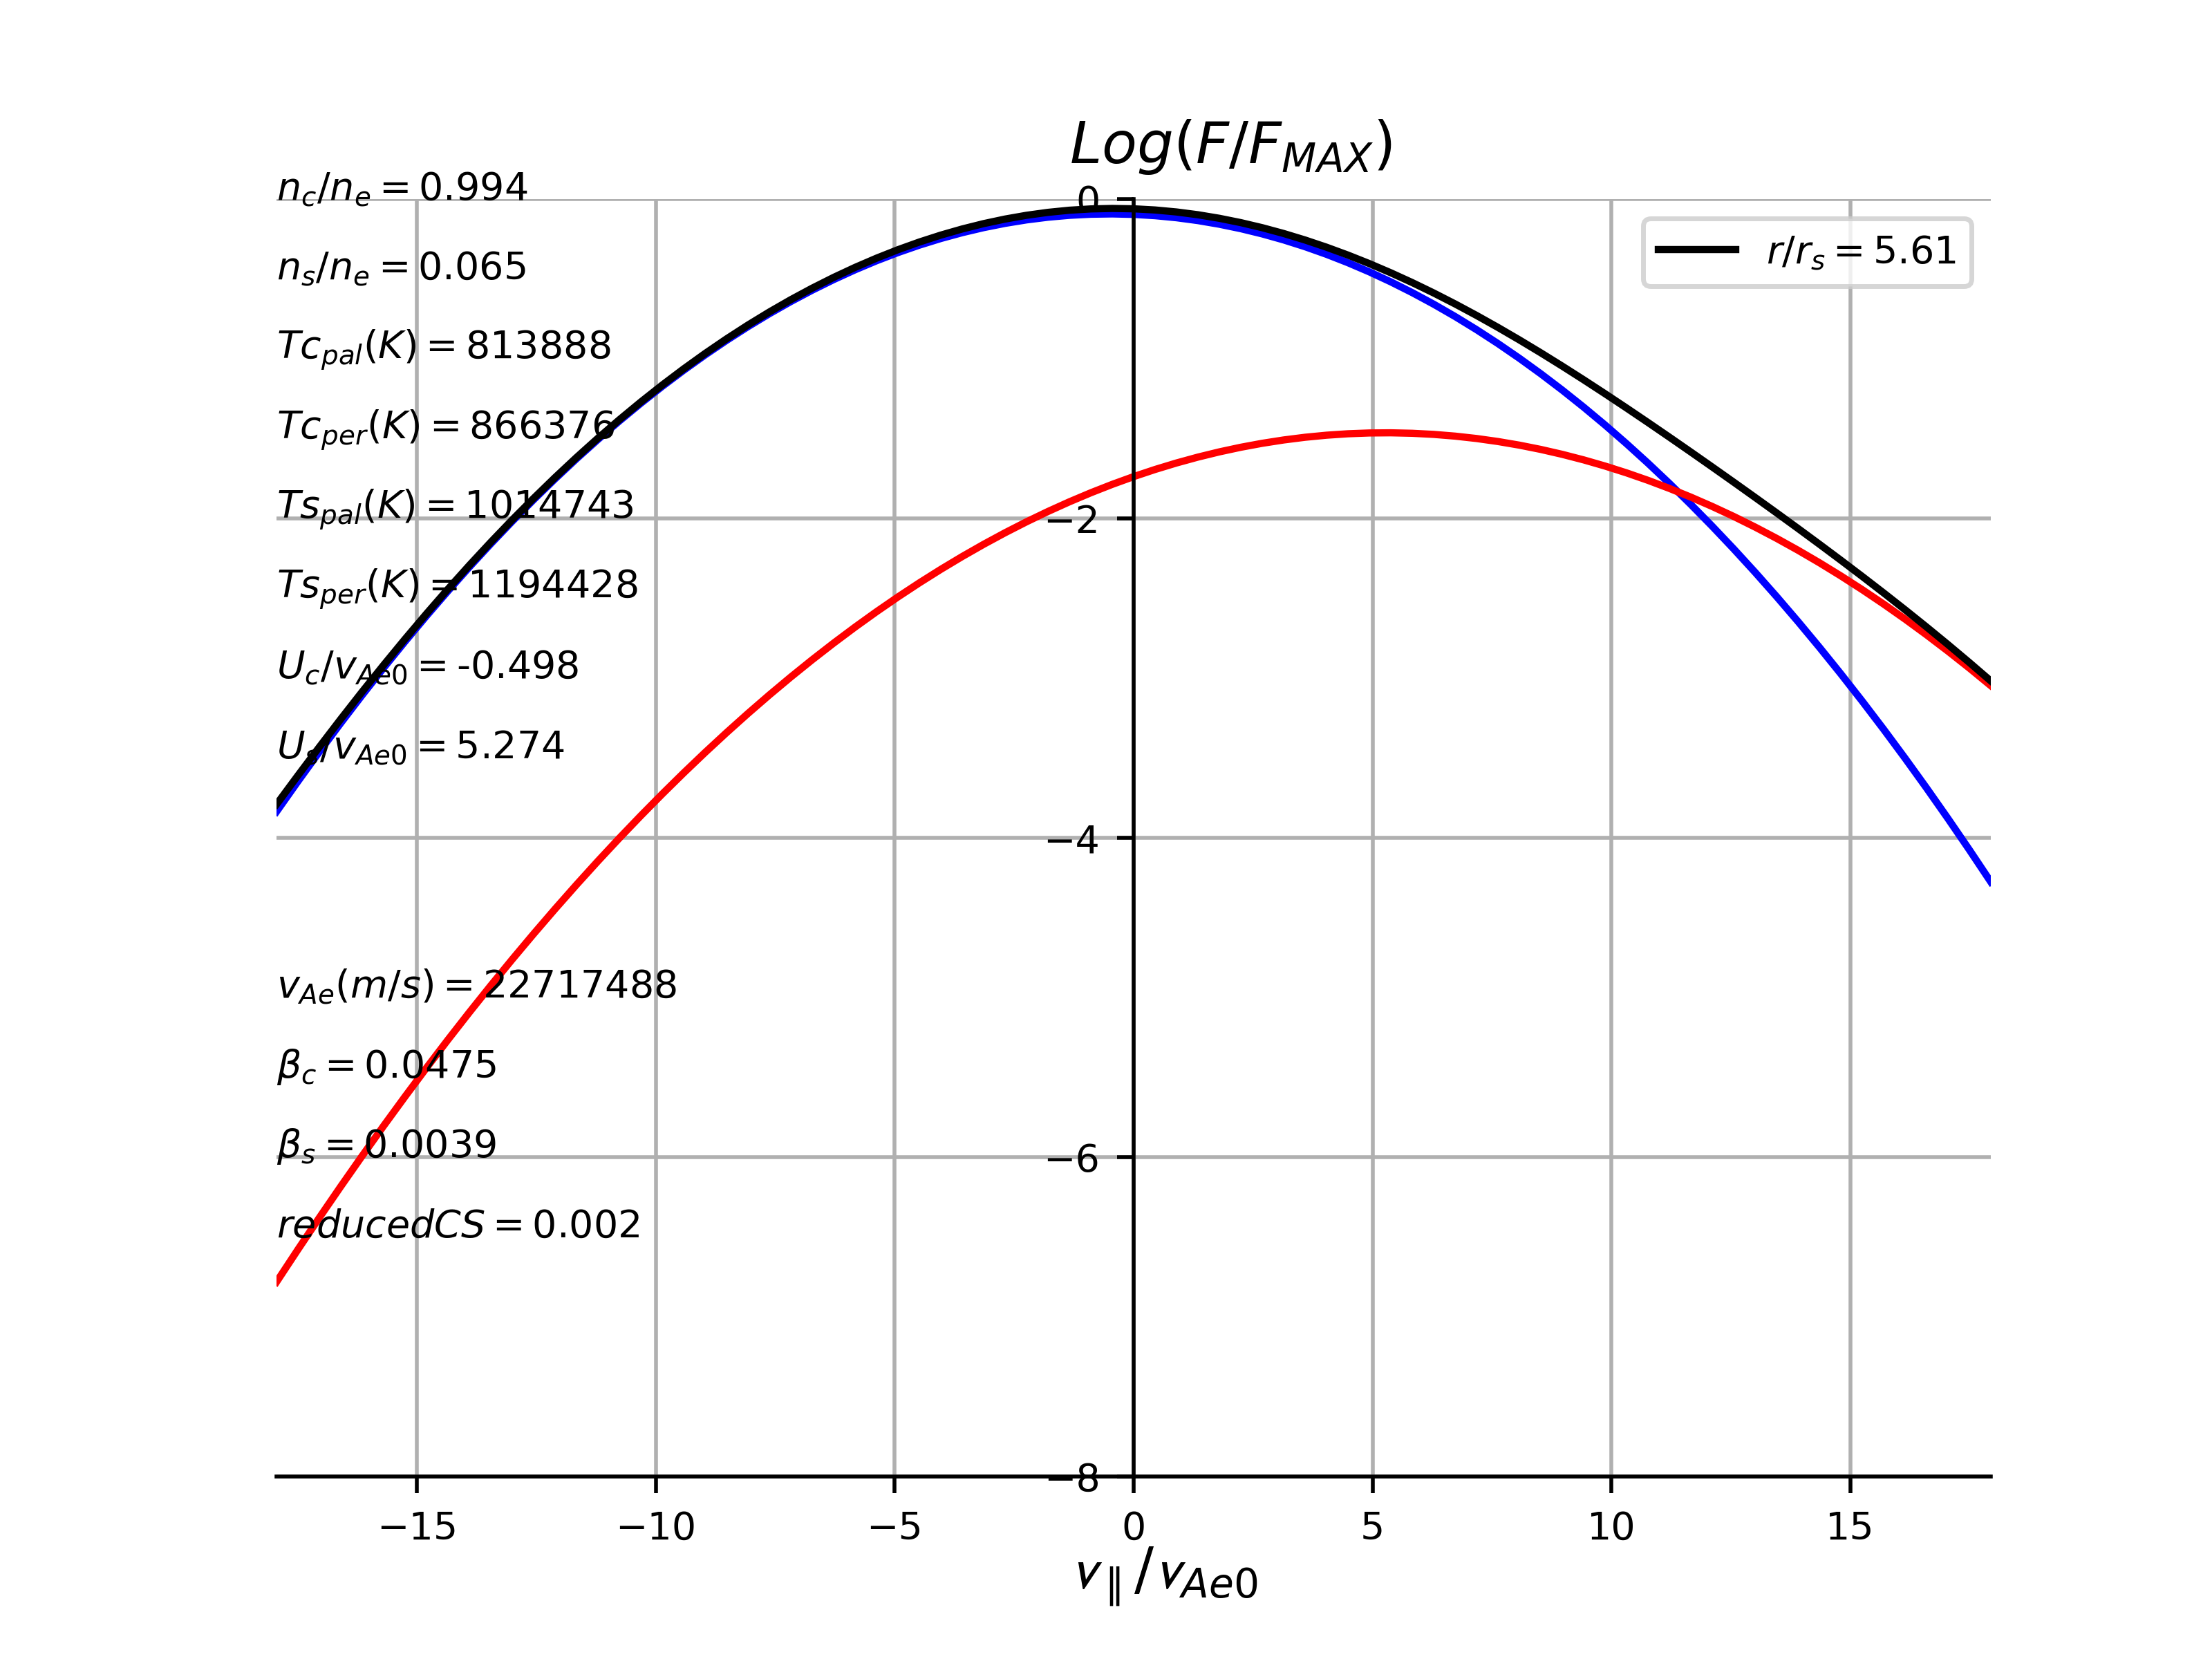 Log(F/F_MAX)
n_c/n_e = 0.994
n_s/n_e = 0.065
Tc_pal(K) = 813888
Tc_per(K) = 866376
Ts_pal(K) = 1014743
Ts_per(K) = 1194428
U_c/v_Ae0 = -0.498
U_s/v_Ae0 = 5.274
v_Ae(m/s) = 22717488
β_c = 0.0475
β_s = 0.0039
reducedCS = 0.002
r/r_s = 5.61
0
−2
−4
−6
−8
−15 −10 −5 0 5 10 15
v_∥/v_Ae0